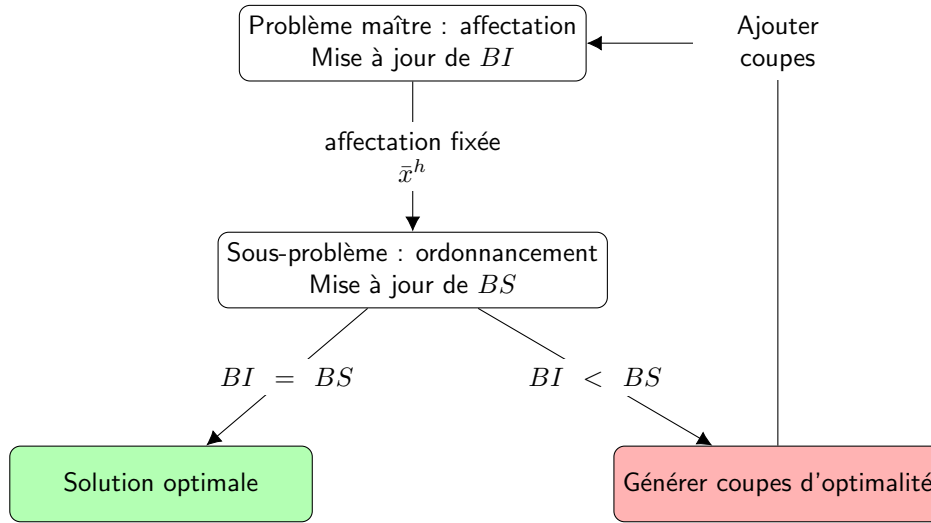 Problème maître : affectation
Mise à jour de BI
Ajouter
coupes
affectation fixée
x̄^h
Sous-problème : ordonnancement
Mise à jour de BS
BI = BS
BI < BS
Solution optimale
Générer coupes d'optimalité